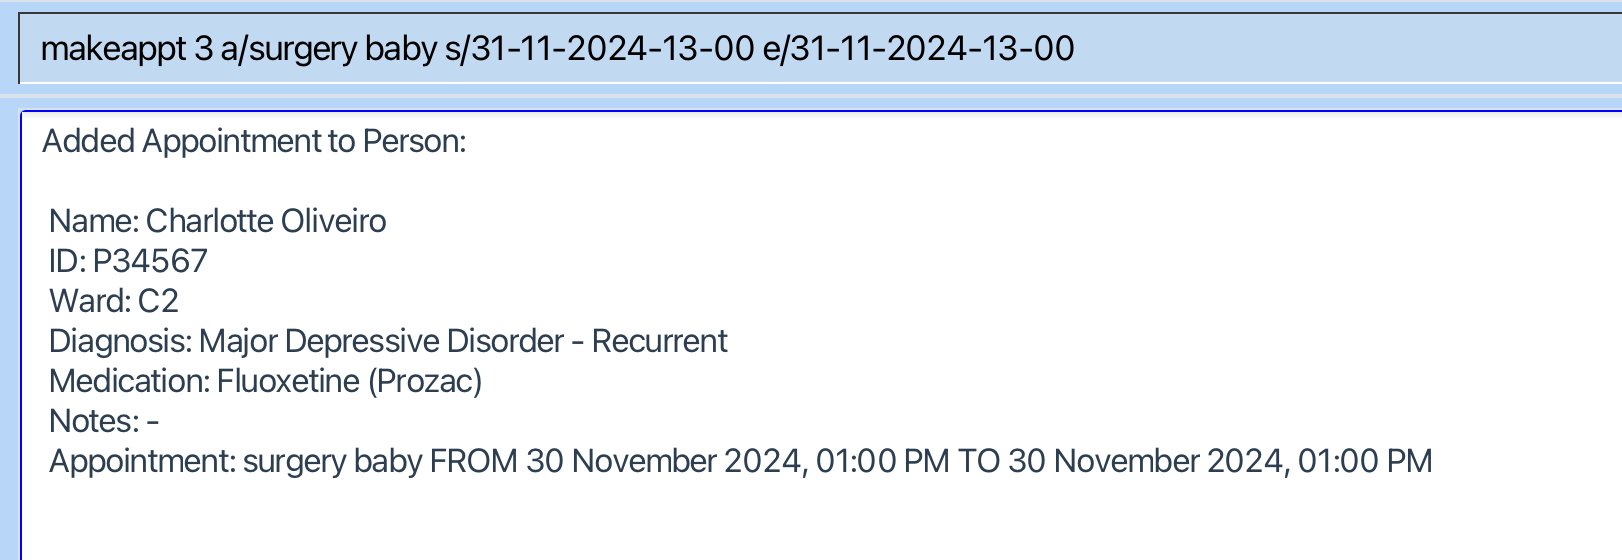 makeappt 3 a/surgery baby s/31-11-2024-13-00 e/31-11-2024-13-00
Added Appointment to Person:
Name: Charlotte Oliveiro
ID: P34567
Ward: C2
Diagnosis: Major Depressive Disorder - Recurrent
Medication: Fluoxetine (Prozac)
Notes: -
Appointment: surgery baby FROM 30 November 2024, 01:00 PM TO 30 November 2024, 01:00 PM